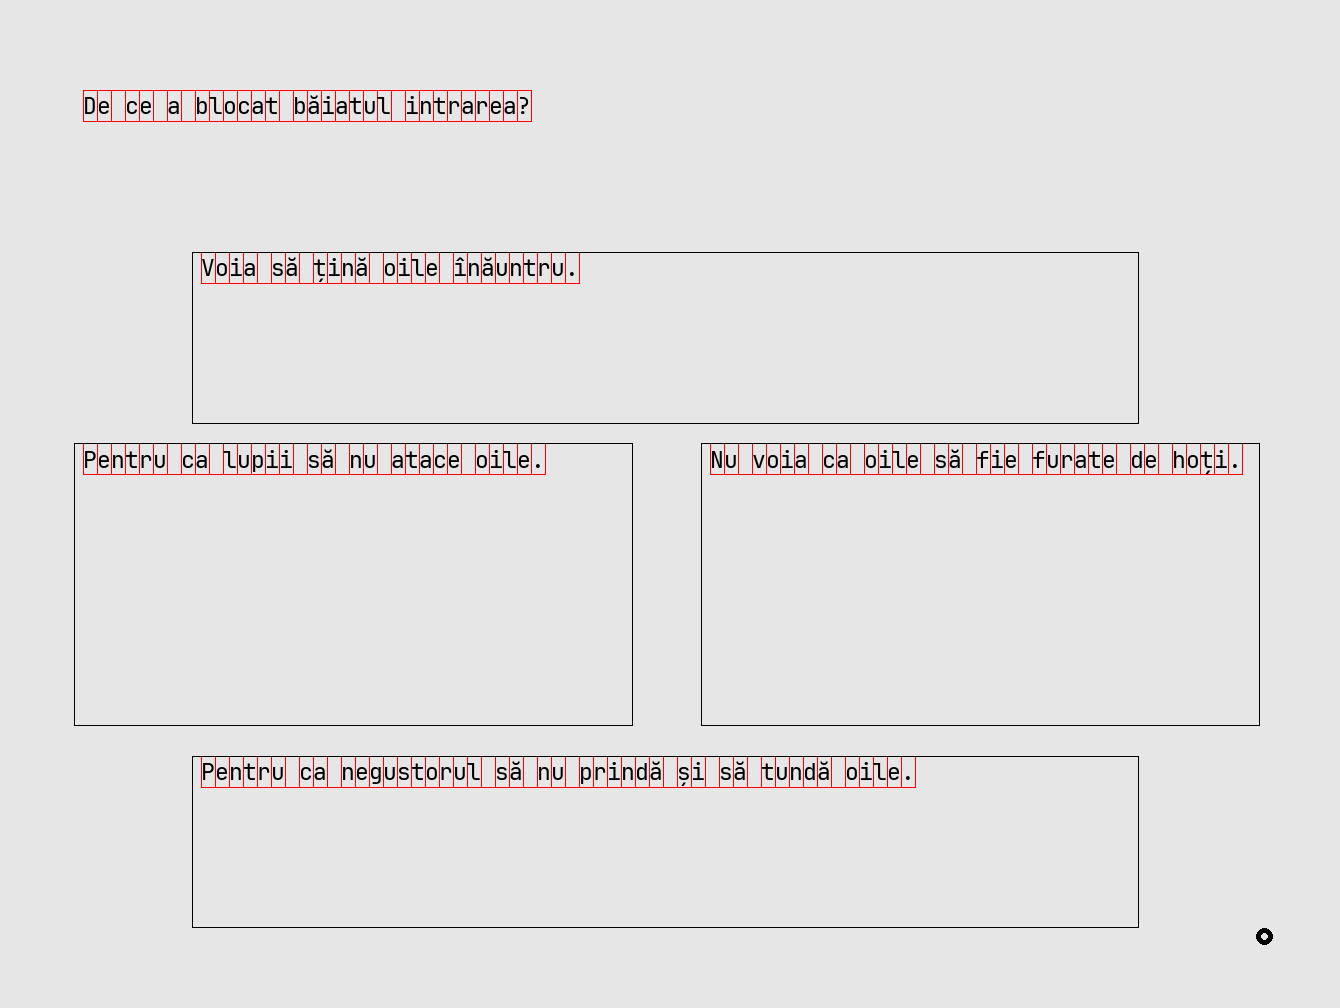 De ce a blocat băiatul intrarea?
Voia să țină oile înăuntru.
Pentru ca lupii să nu atace oile.
Nu voia ca oile să fie furate de hoți.
Pentru ca negustorul să nu prindă și să tundă oile.